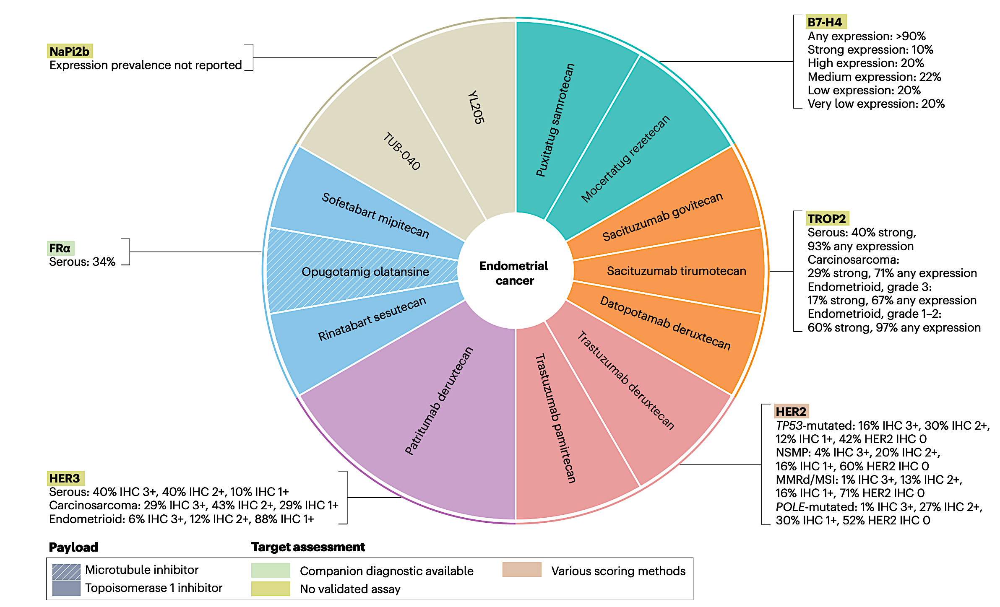 NaPi2b
Expression prevalence not reported
B7-H4
Any expression: >90%
Strong expression: 10%
High expression: 20%
Medium expression: 22%
Low expression: 20%
Very low expression: 20%
YL205
TUB-040
Puxitatug samrotecan
Mocertatug rezetecan
Sofetabart mipitecan
Opugotamig olatansine
Rinatabart sesutecan
Sacituzumab govitecan
Sacituzumab tirumotecan
Datopotamab deruxtecan
Endometrial
cancer
Patritumab deruxtecan
Trastuzumab pamirtecan
Trastuzumab deruxtecan
FRα
Serous: 34%
TROP2
Serous: 40% strong,
93% any expression
Carcinosarcoma:
29% strong, 71% any expression
Endometrioid, grade 3:
17% strong, 67% any expression
Endometrioid, grade 1–2:
60% strong, 97% any expression
HER2
TP53-mutated: 16% IHC 3+, 30% IHC 2+,
12% IHC 1+, 42% HER2 IHC 0
NSMP: 4% IHC 3+, 20% IHC 2+,
16% IHC 1+, 60% HER2 IHC 0
MMRd/MSI: 1% IHC 3+, 13% IHC 2+,
16% IHC 1+, 71% HER2 IHC 0
POLE-mutated: 1% IHC 3+, 27% IHC 2+,
30% IHC 1+, 52% HER2 IHC 0
HER3
Serous: 40% IHC 3+, 40% IHC 2+, 10% IHC 1+
Carcinosarcoma: 29% IHC 3+, 43% IHC 2+, 29% IHC 1+
Endometrioid: 6% IHC 3+, 12% IHC 2+, 88% IHC 1+
Payload
Microtubule inhibitor
Topoisomerase 1 inhibitor
Target assessment
Companion diagnostic available
No validated assay
Various scoring methods